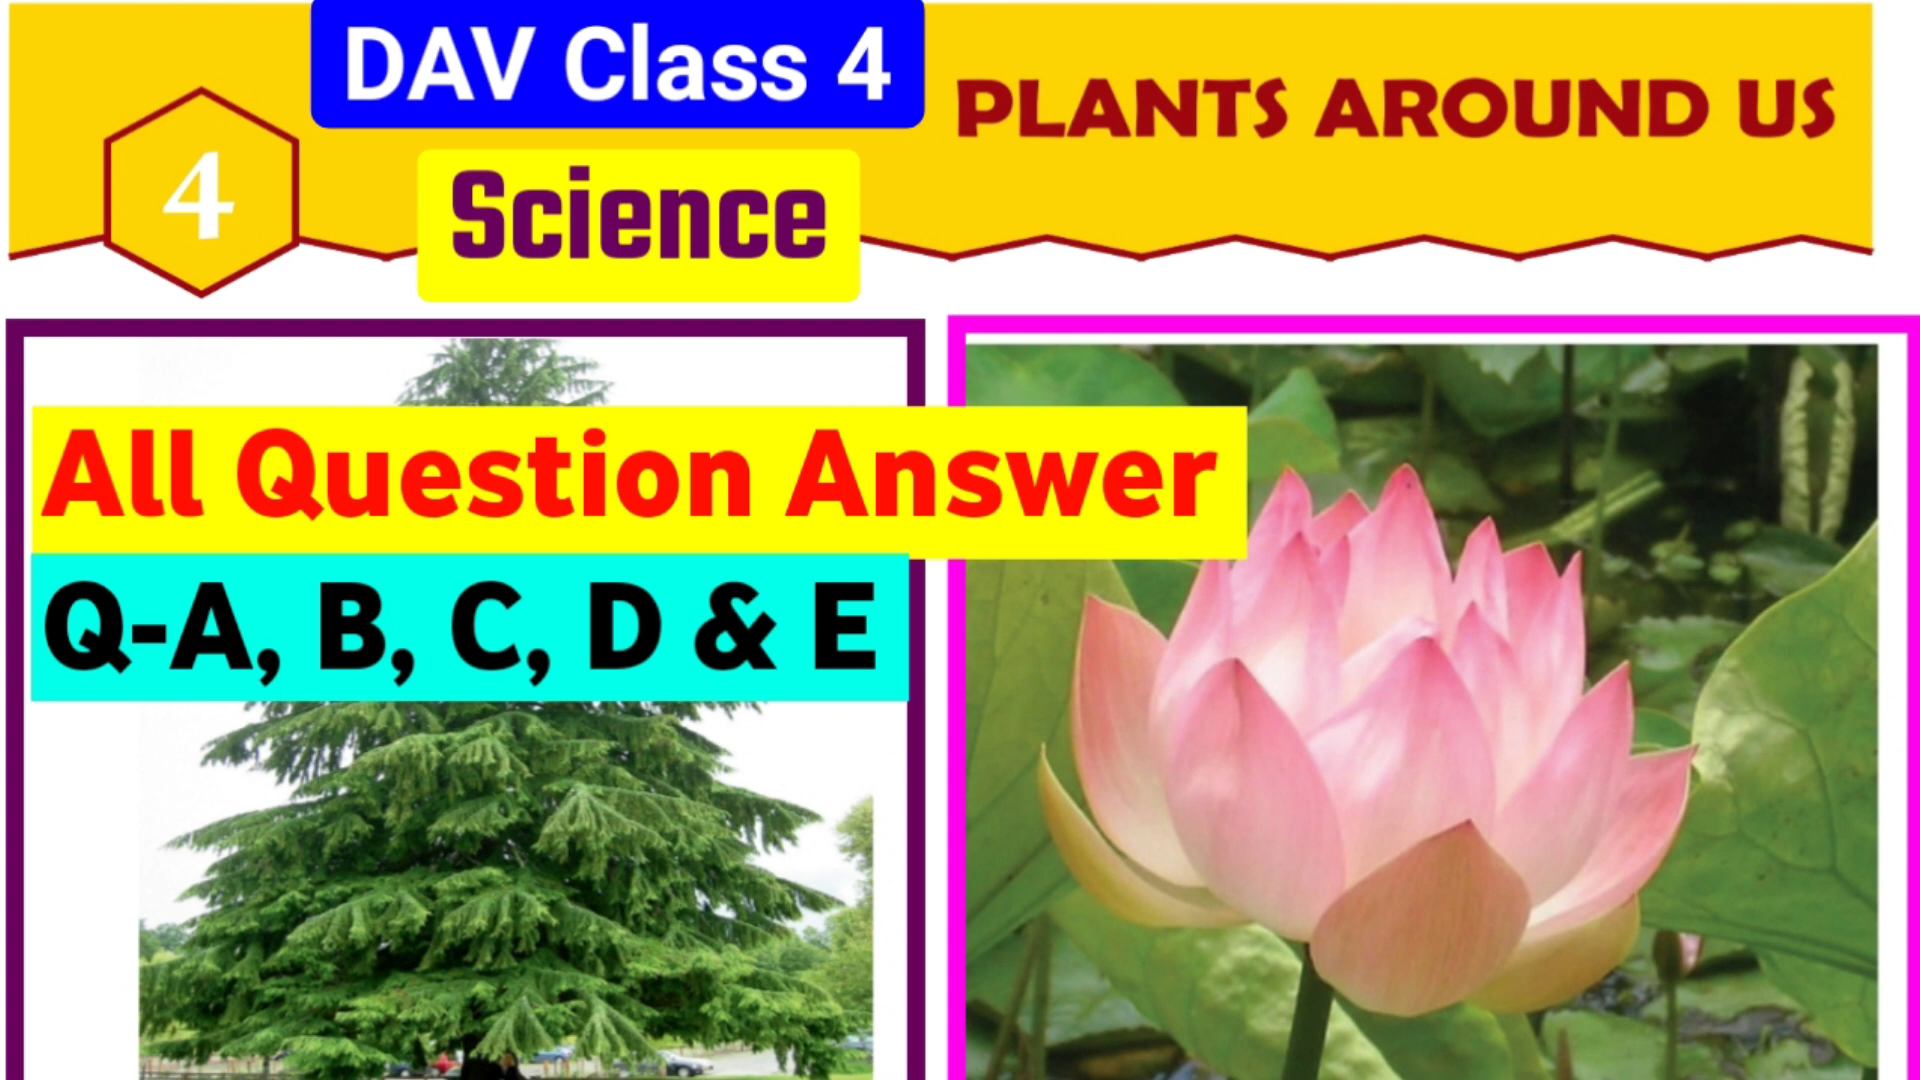 DAV Class 4
PLANTS AROUND US
4
Science
All Question Answer
Q-A, B, C, D & E